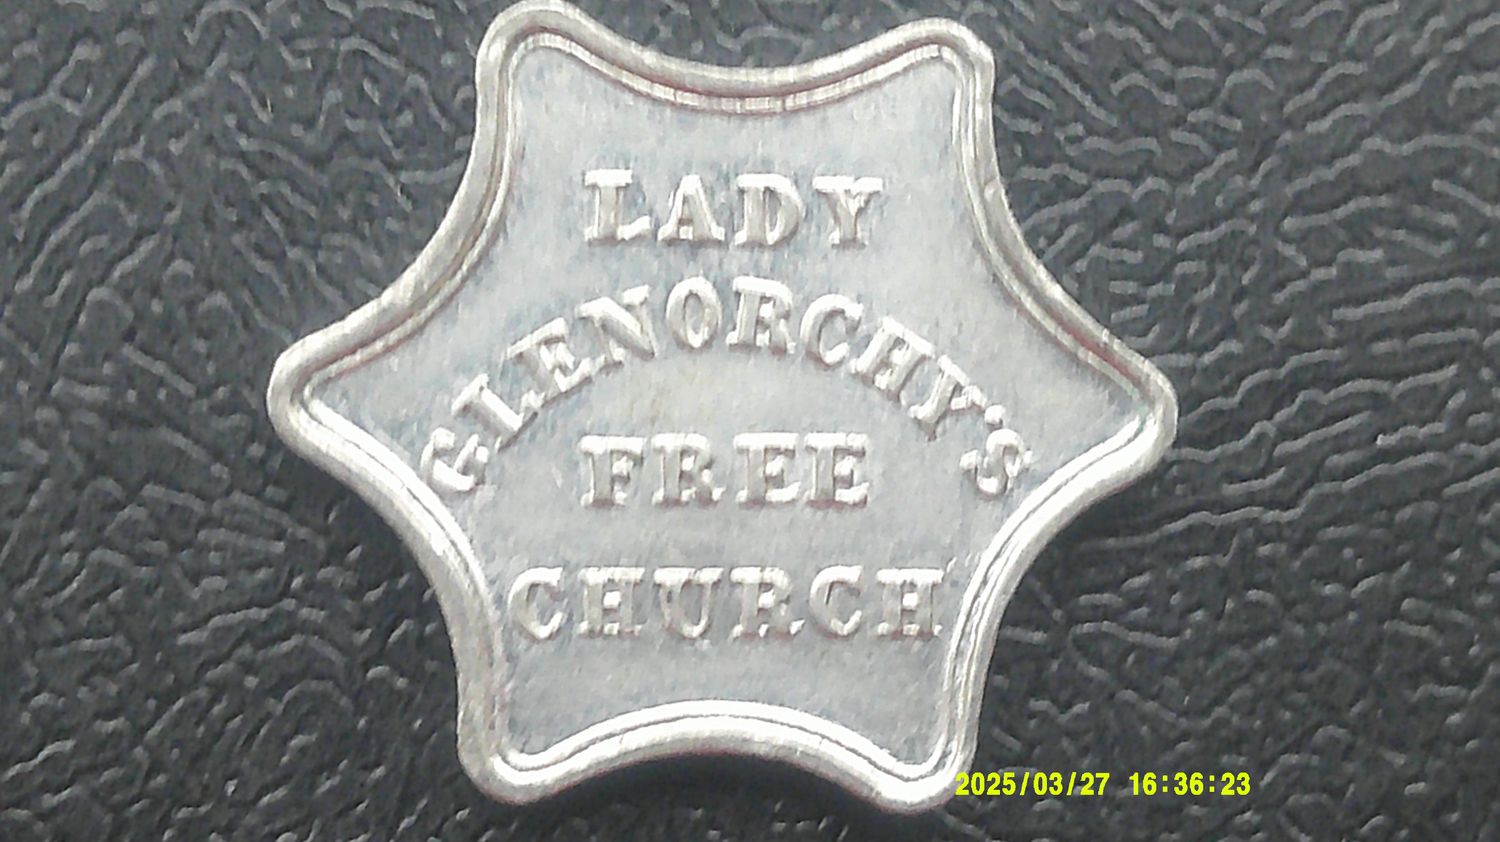 LADY
GLENORCHY'S
FREE
CHURCH
2025/03/27 16:36:23